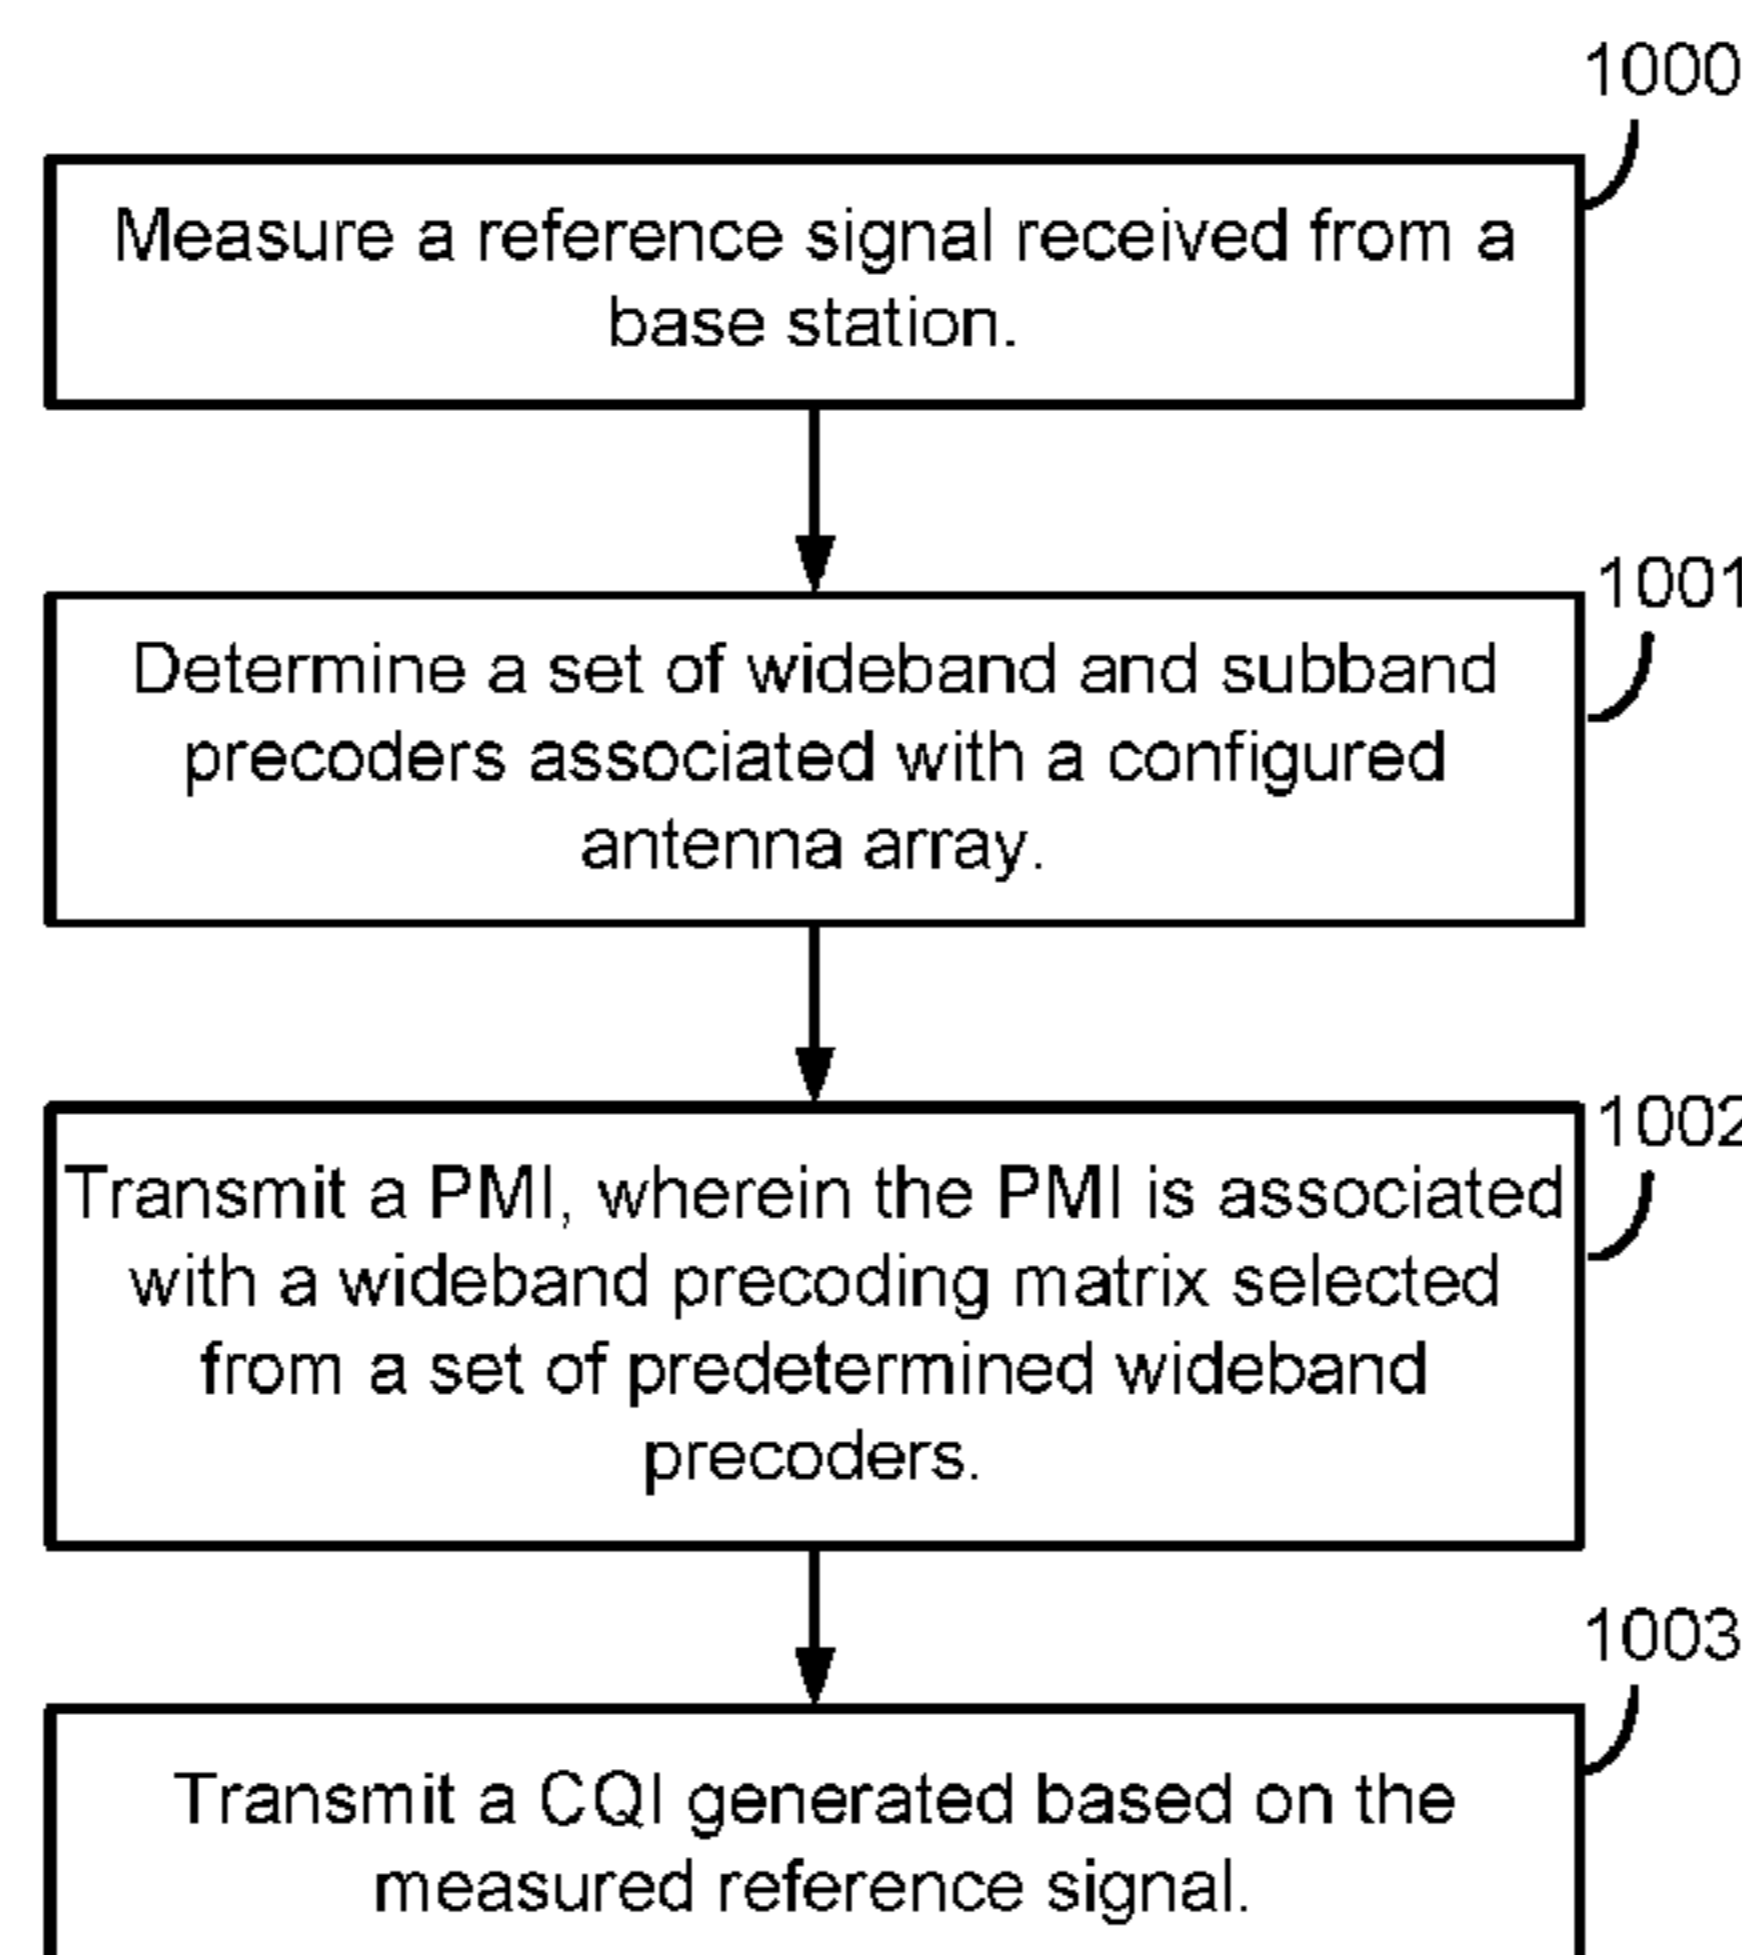 1000
Measure a reference signal received from a
base station.
1001
Determine a set of wideband and subband
precoders associated with a configured
antenna array.
1002
Transmit a PMI, wherein the PMI is associated
with a wideband precoding matrix selected
from a set of predetermined wideband
precoders.
1003
Transmit a CQI generated based on the
measured reference signal.